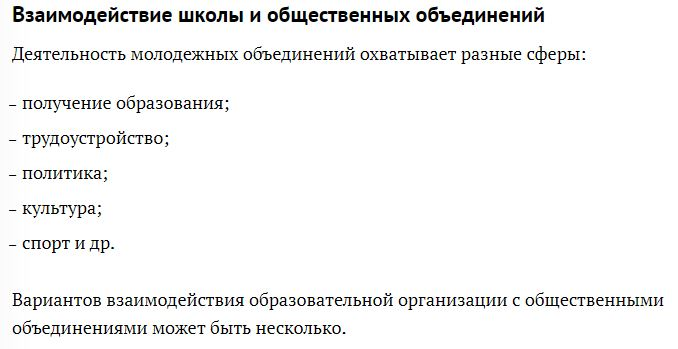 Взаимодействие школы и общественных объединений
Деятельность молодежных объединений охватывает разные сферы:
– получение образования;
– трудоустройство;
– политика;
– культура;
– спорт и др.
Вариантов взаимодействия образовательной организации с общественными
объединениями может быть несколько.